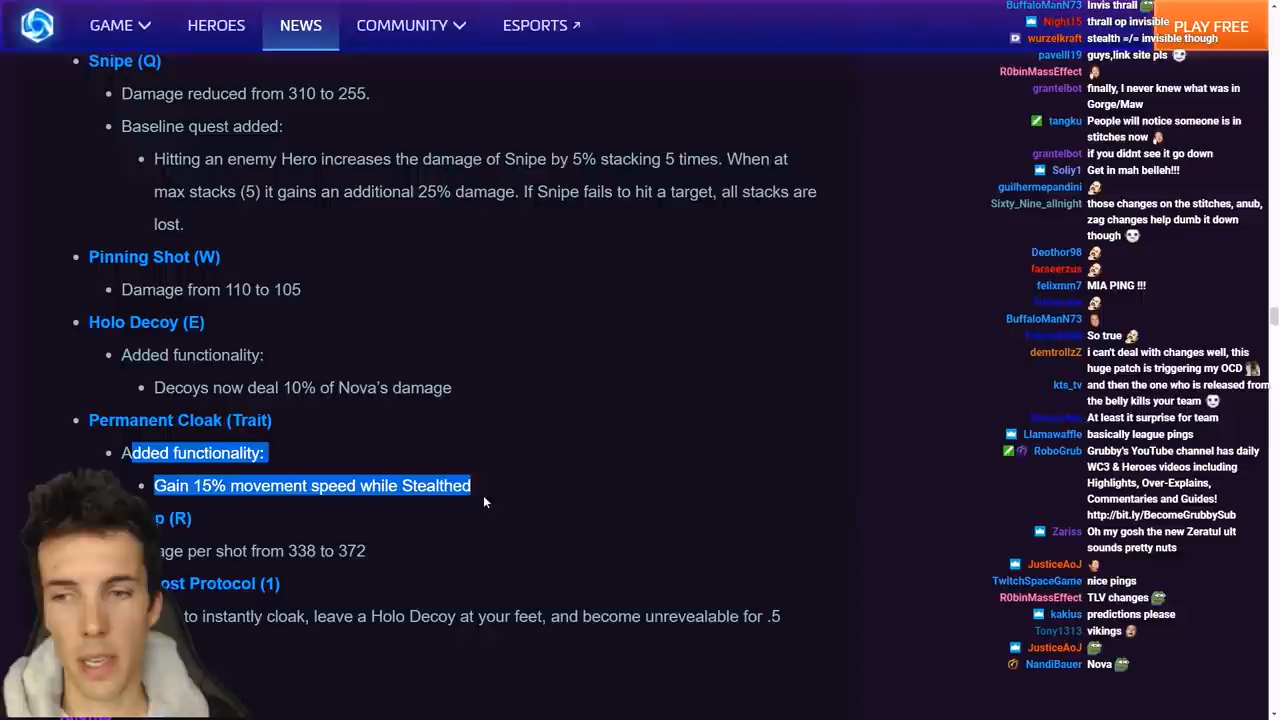 GAME
HEROES
NEWS
COMMUNITY
ESPORTS
PLAY FREE
Snipe (Q)
Damage reduced from 310 to 255.
Baseline quest added:
Hitting an enemy Hero increases the damage of Snipe by 5% stacking 5 times. When at
max stacks (5) it gains an additional 25% damage. If Snipe fails to hit a target, all stacks are
lost.
Pinning Shot (W)
Damage from 110 to 105
Holo Decoy (E)
Added functionality:
Decoys now deal 10% of Nova's damage
Permanent Cloak (Trait)
Added functionality:
Gain 15% movement speed while Stealthed
p (R)
age per shot from 338 to 372
ost Protocol (1)
to instantly cloak, leave a Holo Decoy at your feet, and become unrevealable for .5
BuffaloManN73 Invis thrall
Night15 thrall op invisible
wurzelkraft stealth =/= invisible though
pavelll19 guys,link site pls
R0binMassEffect
grantelbot finally, I never knew what was in
Gorge/Maw
tangku People will notice someone is in
stitches now
grantelbot if you didnt see it go down
Soliy1 Get in mah belleh!!!
guilhermepandini
Sixty_Nine_allnight those changes on the stitches, anub,
zag changes help dumb it down
though
Deothor98
farseerzus
felixmm7 MIA PING !!!
BuffaloManN73
So true
demtrollzZ i can't deal with changes well, this
huge patch is triggering my OCD
kts_tv and then the one who is released from
the belly kills your team
At least it surprise for team
Llamawaffle basically league pings
RoboGrub Grubby's YouTube channel has daily
WC3 & Heroes videos including
Highlights, Over-Explains,
Commentaries and Guides!
http://bit.ly/BecomeGrubbySub
Zariss Oh my gosh the new Zeratul ult
sounds pretty nuts
JusticeAoJ
TwitchSpaceGame nice pings
R0binMassEffect TLV changes
kakius predictions please
Tony1313 vikings
JusticeAoJ
NandiBauer Nova